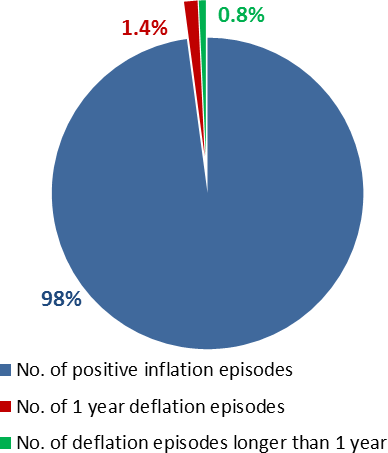 1.4%
0.8%
98%
No. of positive inflation episodes
No. of 1 year deflation episodes
No. of deflation episodes longer than 1 year